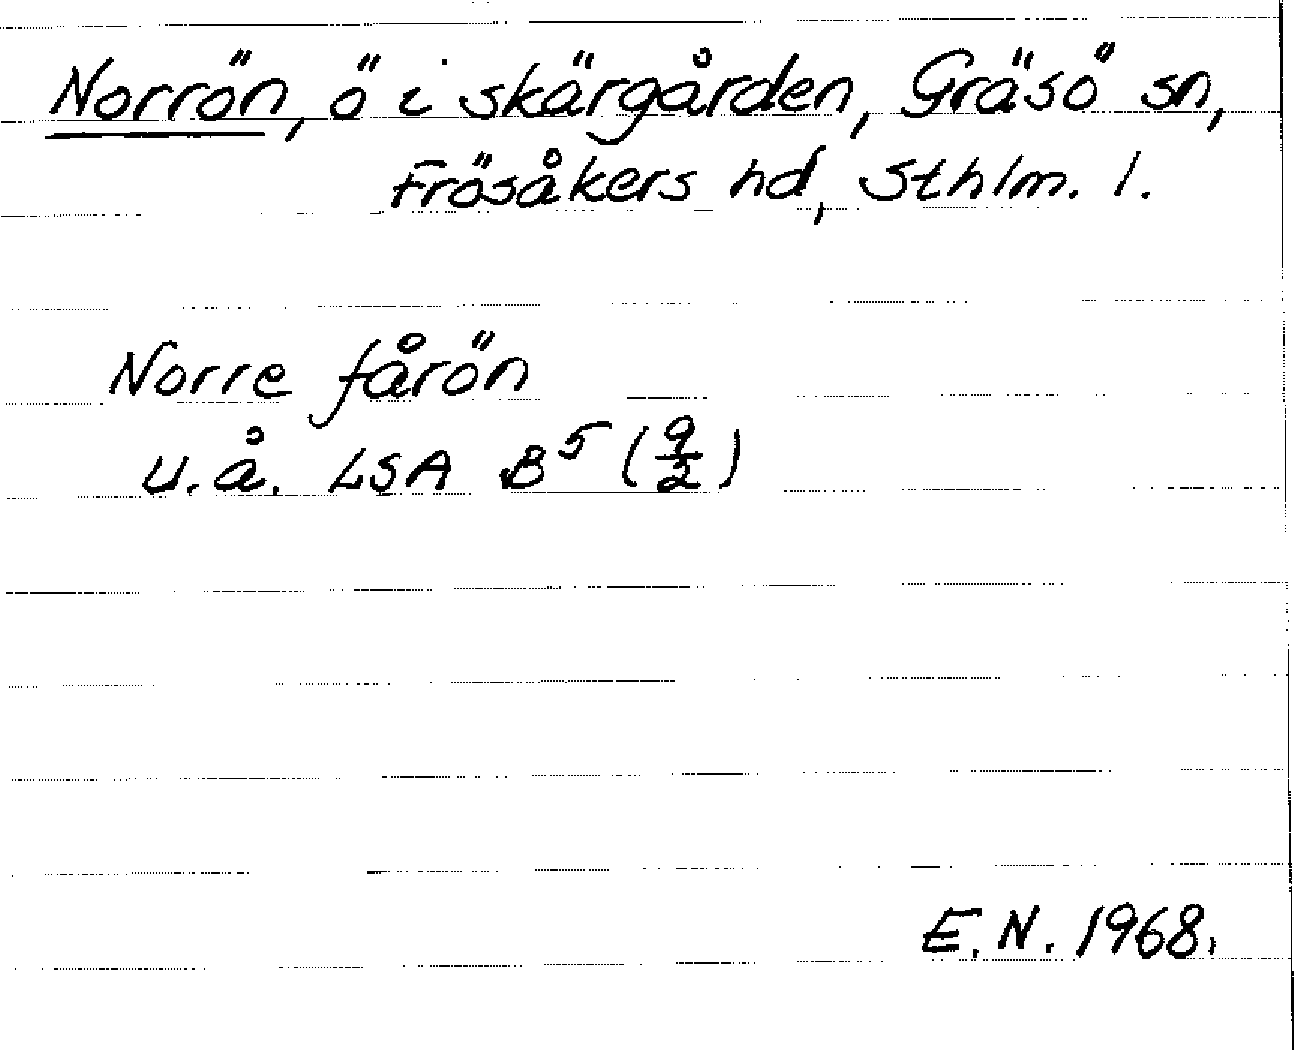 Norrön, ö i skärgården, Gräsö sn,
Frösåkers hd, Sthlm. l.
Norre fårön
u.å. LSA B⁵ (9/2)
E.N. 1968.